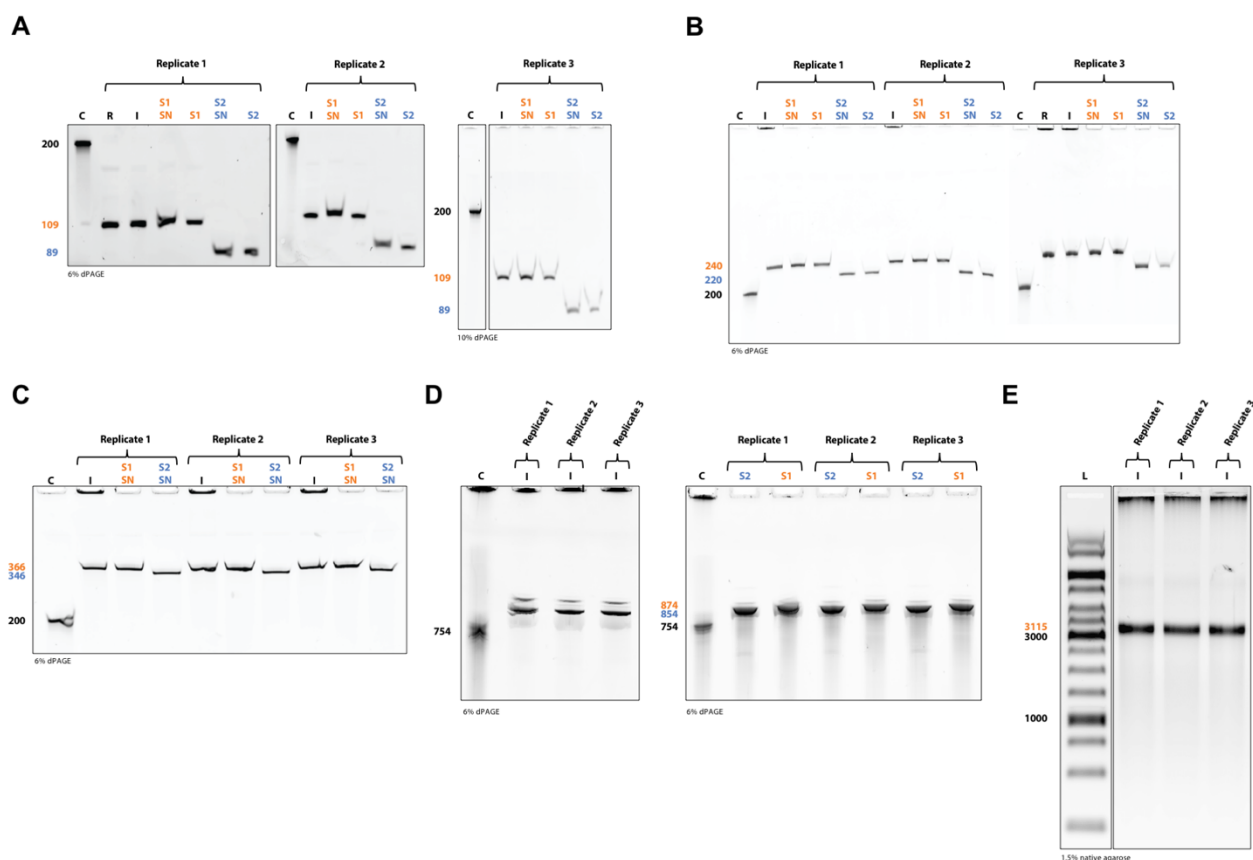 A
Replicate 1
Replicate 2
Replicate 3
C R I S1 SN S1 S2 SN S2
C I S1 SN S1 S2 SN S2
C I S1 SN S1 S2 SN S2
200
109
89
6% dPAGE
200
109
89
10% dPAGE
B
Replicate 1
Replicate 2
Replicate 3
C I S1 SN S1 S2 SN S2 I S1 SN S1 S2 SN S2 C R I S1 SN S1 S2 SN S2
240
220
200
6% dPAGE
C
Replicate 1
Replicate 2
Replicate 3
C I S1 SN S2 SN I S1 SN S2 SN I S1 SN S2 SN
366
346
200
6% dPAGE
D
Replicate 1
Replicate 2
Replicate 3
C I I I
754
6% dPAGE
Replicate 1
Replicate 2
Replicate 3
C S2 S1 S2 S1 S2 S1
874
854
754
6% dPAGE
E
Replicate 1
Replicate 2
Replicate 3
L I I I
3115
3000
1000
1.5% native agarose